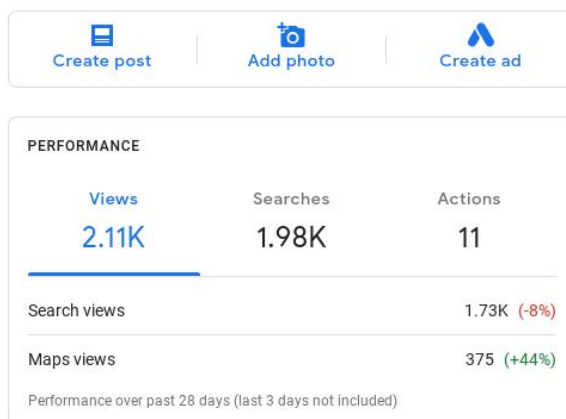 Create post Add photo Create ad
PERFORMANCE
Views Searches Actions
2.11K 1.98K 11
Search views 1.73K (-8%)
Maps views 375 (+44%)
Performance over past 28 days (last 3 days not included)